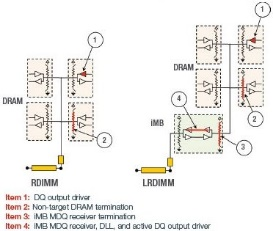 1
1
DRAM
DRAM
2
2
iMB
4
3
RDIMM
LRDIMM
Item 1: DQ output driver
Item 2: Non-target DRAM termination
Item 3: iMB MDQ receiver termination
Item 4: iMB MDQ receiver, DLL, and active DQ output driver